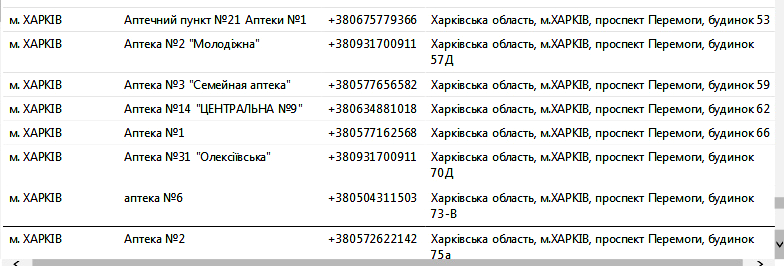 м. ХАРКІВ Аптечний пункт №21 Аптеки №1 +380675779366 Харківська область, м.ХАРКІВ, проспект Перемоги, будинок 53
м. ХАРКІВ Аптека №2 "Молодіжна" +380931700911 Харківська область, м.ХАРКІВ, проспект Перемоги, будинок
57Д
м. ХАРКІВ Аптека №3 "Семейная аптека" +380577656582 Харківська область, м.ХАРКІВ, проспект Перемоги, будинок 59
м. ХАРКІВ Аптека №14 "ЦЕНТРАЛЬНА №9" +380634881018 Харківська область, м.ХАРКІВ, проспект Перемоги, будинок 62
м. ХАРКІВ Аптека №1 +380577162568 Харківська область, м.ХАРКІВ, проспект Перемоги, будинок 66
м. ХАРКІВ Аптека №31 "Олексіївська" +380931700911 Харківська область, м.ХАРКІВ, проспект Перемоги, будинок
70Д
м. ХАРКІВ аптека №6 +380504311503 Харківська область, м.ХАРКІВ, проспект Перемоги, будинок
73-В
м. ХАРКІВ Аптека №2 +380572622142 Харківська область, м.ХАРКІВ, проспект Перемоги, будинок
75а